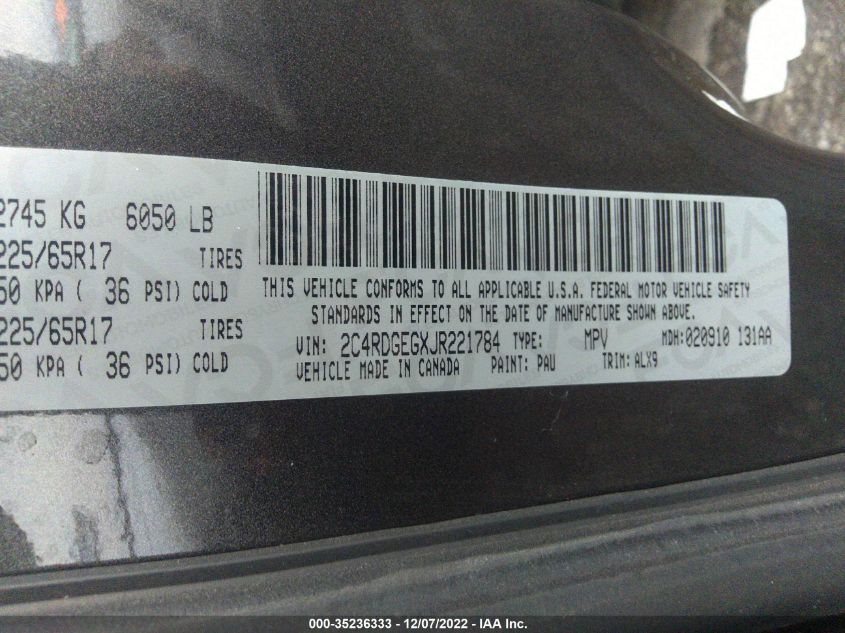 2745 KG 6050 LB
225/65R17 TIRES
50 KPA ( 36 PSI) COLD
225/65R17 TIRES
50 KPA ( 36 PSI) COLD
THIS VEHICLE CONFORMS TO ALL APPLICABLE U.S.A. FEDERAL MOTOR VEHICLE SAFETY
STANDARDS IN EFFECT ON THE DATE OF MANUFACTURE SHOWN ABOVE.
VIN: 2C4RDGEGXJR221784 TYPE: MPV MDH:020910 131AA
VEHICLE MADE IN CANADA PAINT: PAU TRIM: ALX9
000-35236333 - 12/07/2022 - IAA Inc.